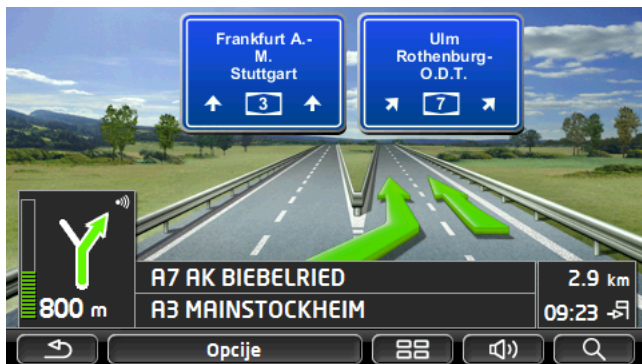 Frankfurt A.-
M.
Stuttgart
3
Ulm
Rothenburg-
O.D.T.
7
800 m
A7 AK BIEBELRIED
2.9 km
A3 MAINSTOCKHEIM
09:23
Opcije